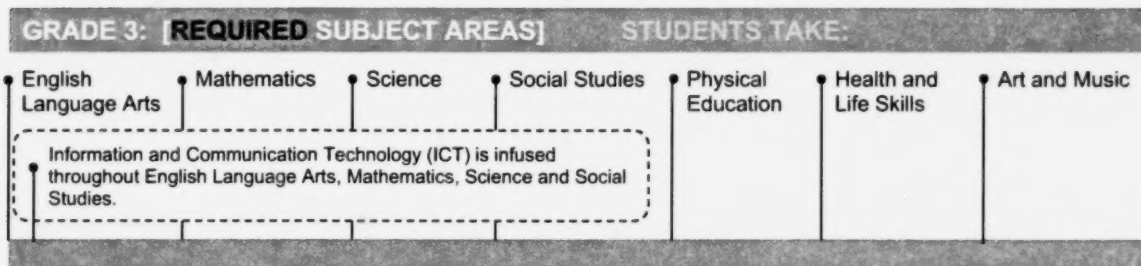 GRADE 3: [REQUIRED SUBJECT AREAS] STUDENTS TAKE:
English
Language Arts
Mathematics
Science
Social Studies
Physical
Education
Health and
Life Skills
Art and Music
Information and Communication Technology (ICT) is infused
throughout English Language Arts, Mathematics, Science and Social
Studies.